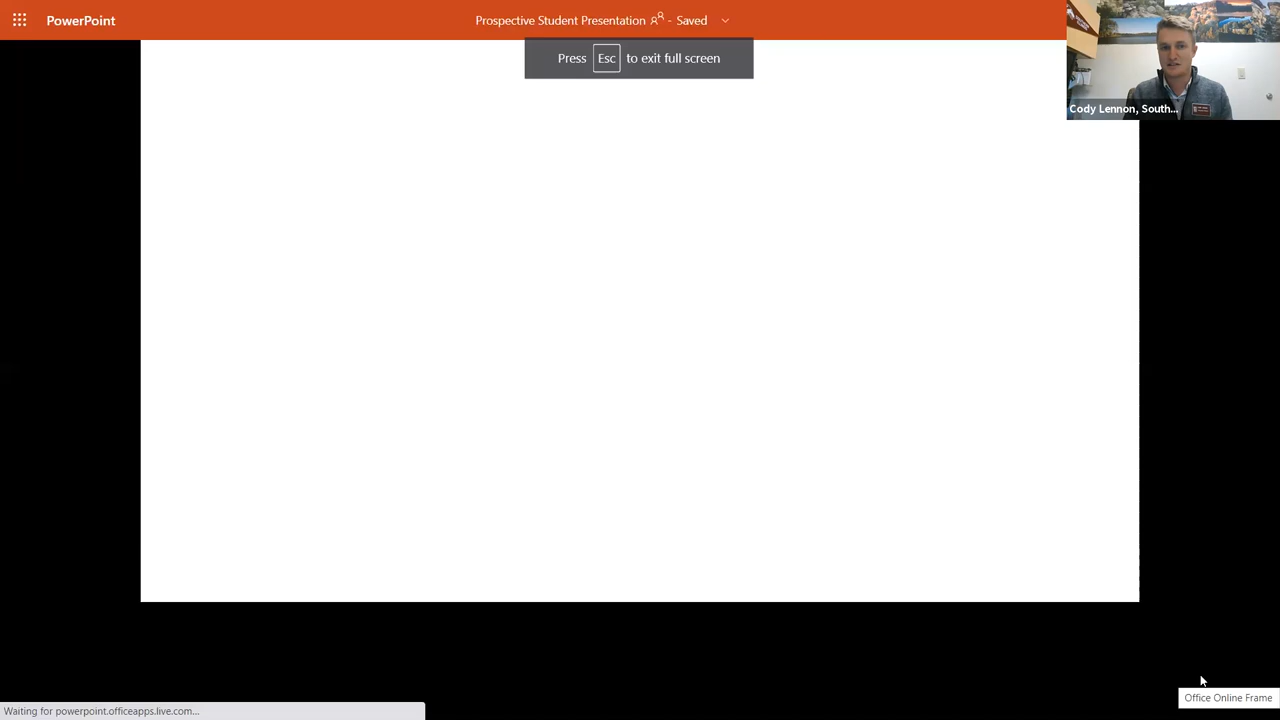 PowerPoint
Prospective Student Presentation - Saved
Press Esc to exit full screen
Cody Lennon, South...
Office Online Frame
Waiting for powerpoint.officeapps.live.com...